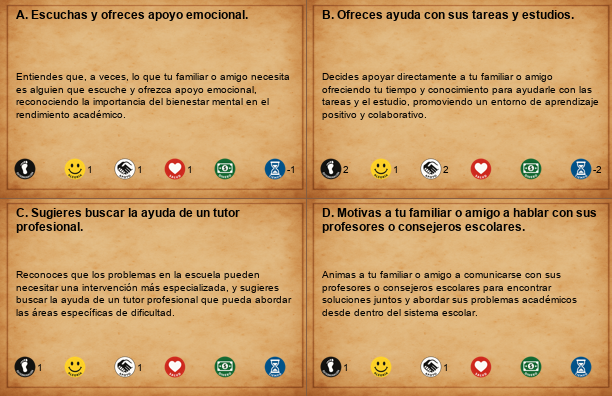 A. Escuchas y ofreces apoyo emocional.
Entiendes que, a veces, lo que tu familiar o amigo necesita
es alguien que escuche y ofrezca apoyo emocional,
reconociendo la importancia del bienestar mental en el
rendimiento académico.
1 1 1 -1
B. Ofreces ayuda con sus tareas y estudios.
Decides apoyar directamente a tu familiar o amigo
ofreciendo tu tiempo y conocimiento para ayudarle con las
tareas y el estudio, promoviendo un entorno de aprendizaje
positivo y colaborativo.
2 1 2 -2
C. Sugieres buscar la ayuda de un tutor
profesional.
Reconoces que los problemas en la escuela pueden
necesitar una intervención más especializada, y sugieres
buscar la ayuda de un tutor profesional que pueda abordar
las áreas específicas de dificultad.
1 1
D. Motivas a tu familiar o amigo a hablar con sus
profesores o consejeros escolares.
Animas a tu familiar o amigo a comunicarse con sus
profesores o consejeros escolares para encontrar
soluciones juntos y abordar sus problemas académicos
desde dentro del sistema escolar.
1 1